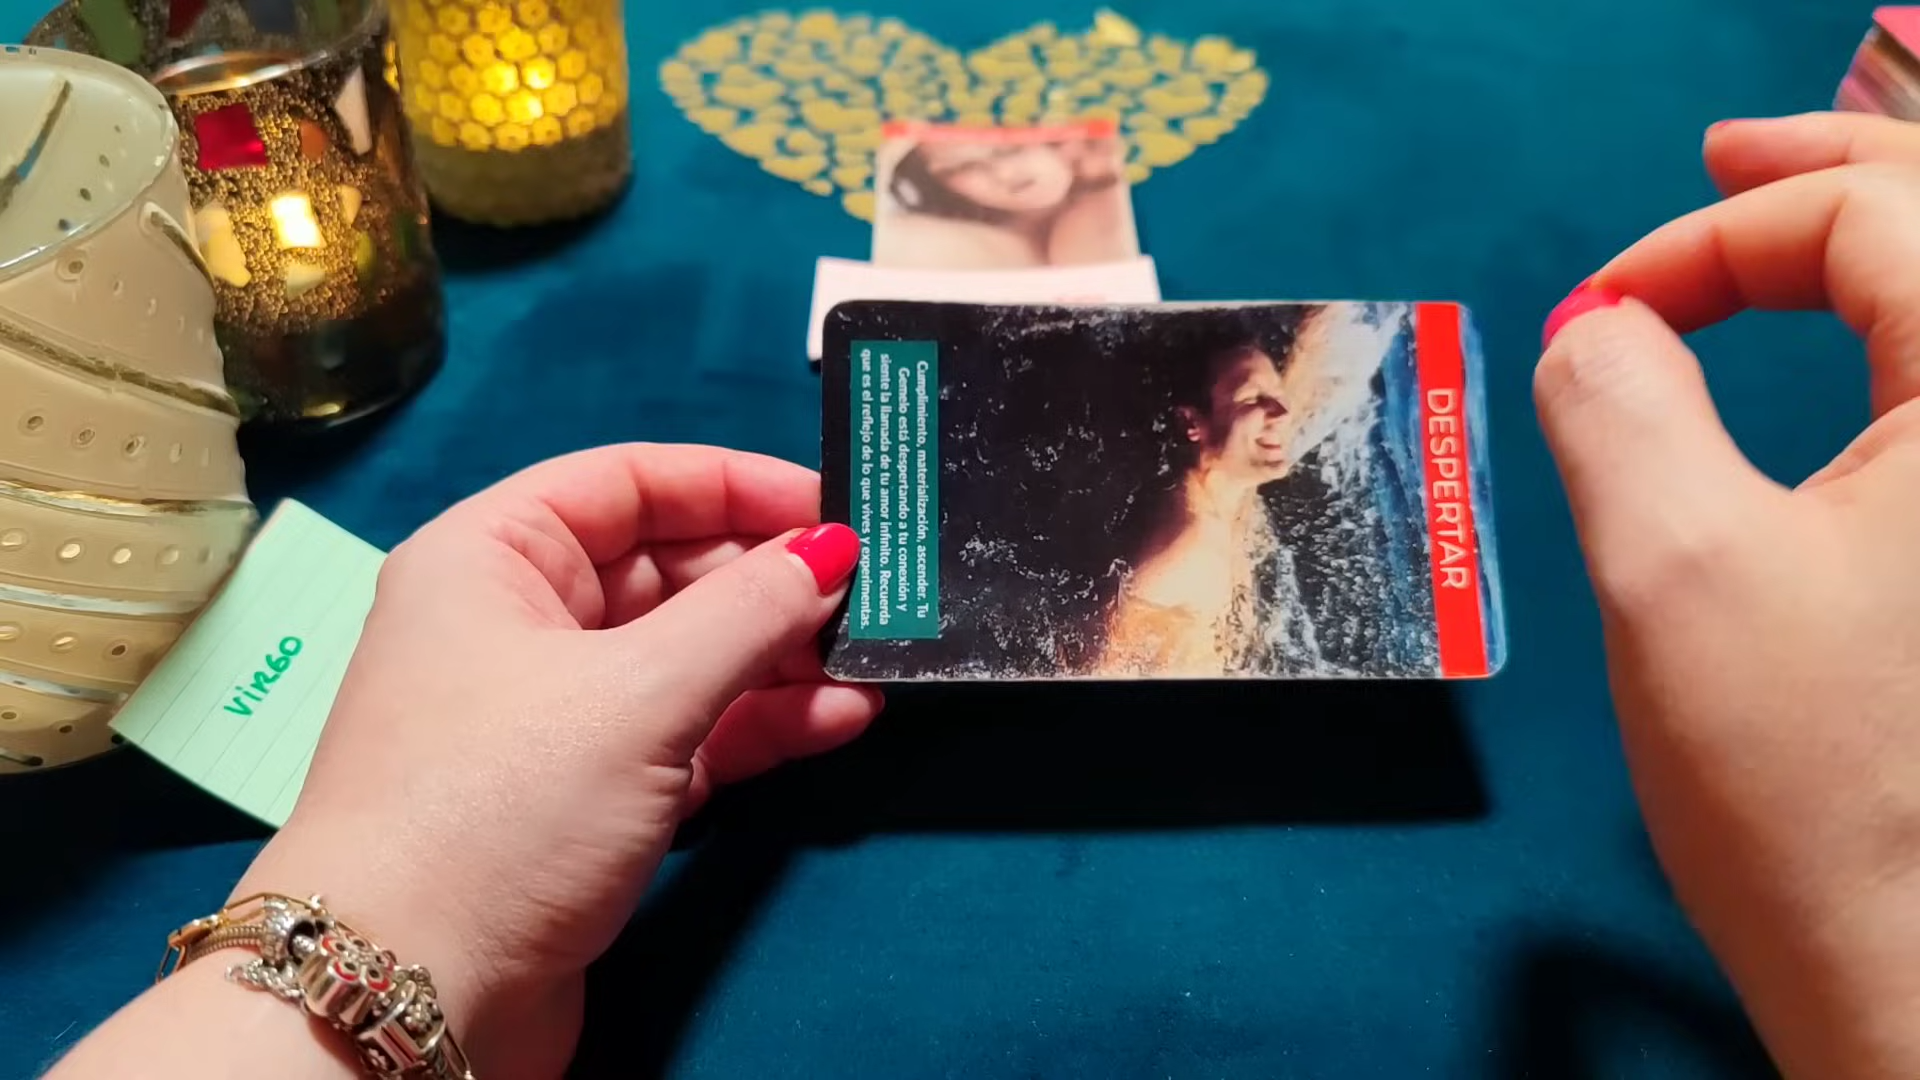 VIRGO
DESPERTAR
Cumplimiento, materialización, ascender. Tu
Gemelo está despertando a tu conexión y
siente la llamada de tu amor infinito. Recuerda
que es el reflejo de lo que vives y experimentas.